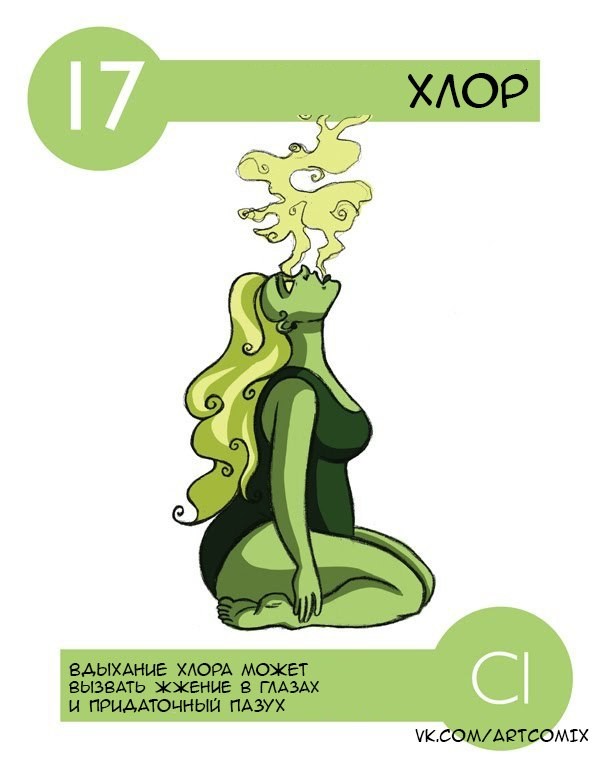 17
ХЛОР
ВДЫХАНИЕ ХЛОРА МОЖЕТ
ВЫЗВАТЬ ЖЖЕНИЕ В ГЛАЗАХ
И ПРИДАТОЧНЫЙ ПАЗУХ
Cl
VK.COM/ARTCOMIX